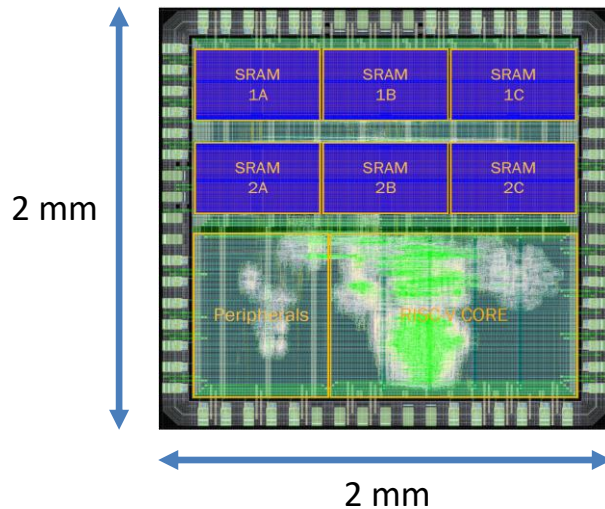 SRAM
1A
SRAM
1B
SRAM
1C
SRAM
2A
SRAM
2B
SRAM
2C
2 mm
Peripherals
RISC-V CORE
2 mm